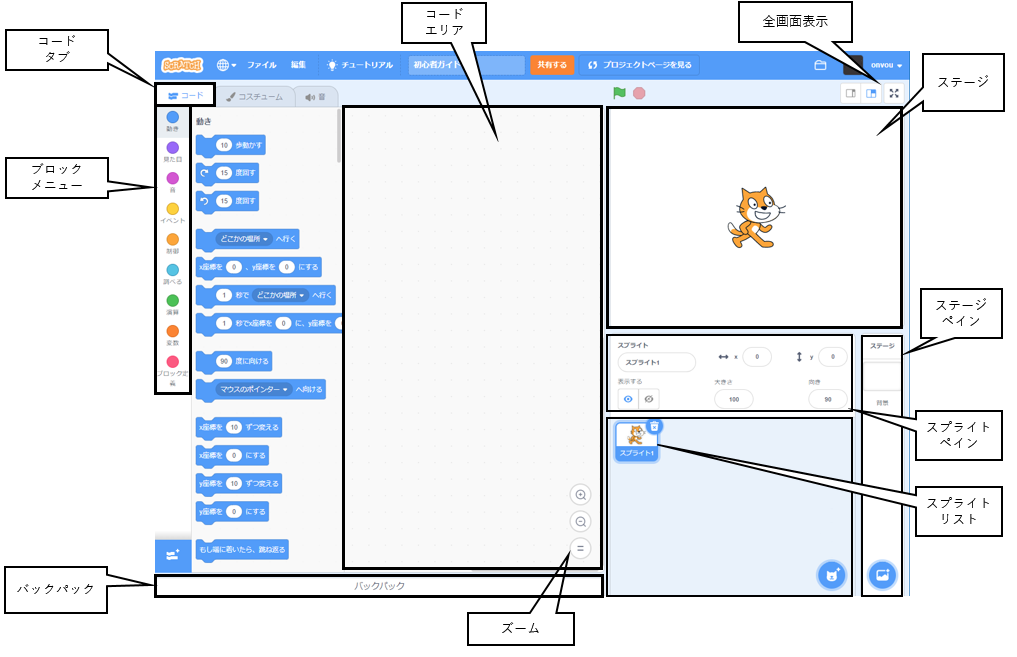 コード
エリア
全画面表示
コード
タブ
ステージ
SCRATCH
ファイル
編集
チュートリアル
初心者ガイド
共有する
プロジェクトページを見る
onvou
コード
コスチューム
音
動き
見た目
音
イベント
制御
調べる
演算
変数
ブロック定
義
動き
10 歩動かす
15 度回す
15 度回す
どこかの場所 へ行く
x座標を 0 、y座標を 0 にする
1 秒で どこかの場所 へ行く
1 秒でx座標を 0 に、y座標を
90 度に向ける
マウスのポインター へ向ける
x座標を 10 ずつ変える
x座標を 0 にする
y座標を 10 ずつ変える
y座標を 0 にする
もし端に着いたら、跳ね返る
ブロック
メニュー
ステージ
ペイン
スプライト
スプライト1
x 0
y 0
表示する
大きさ
100
向き
90
ステージ
背景
スプライト
ペイン
スプライト1
スプライト
リスト
バックパック
バックパック
ズーム